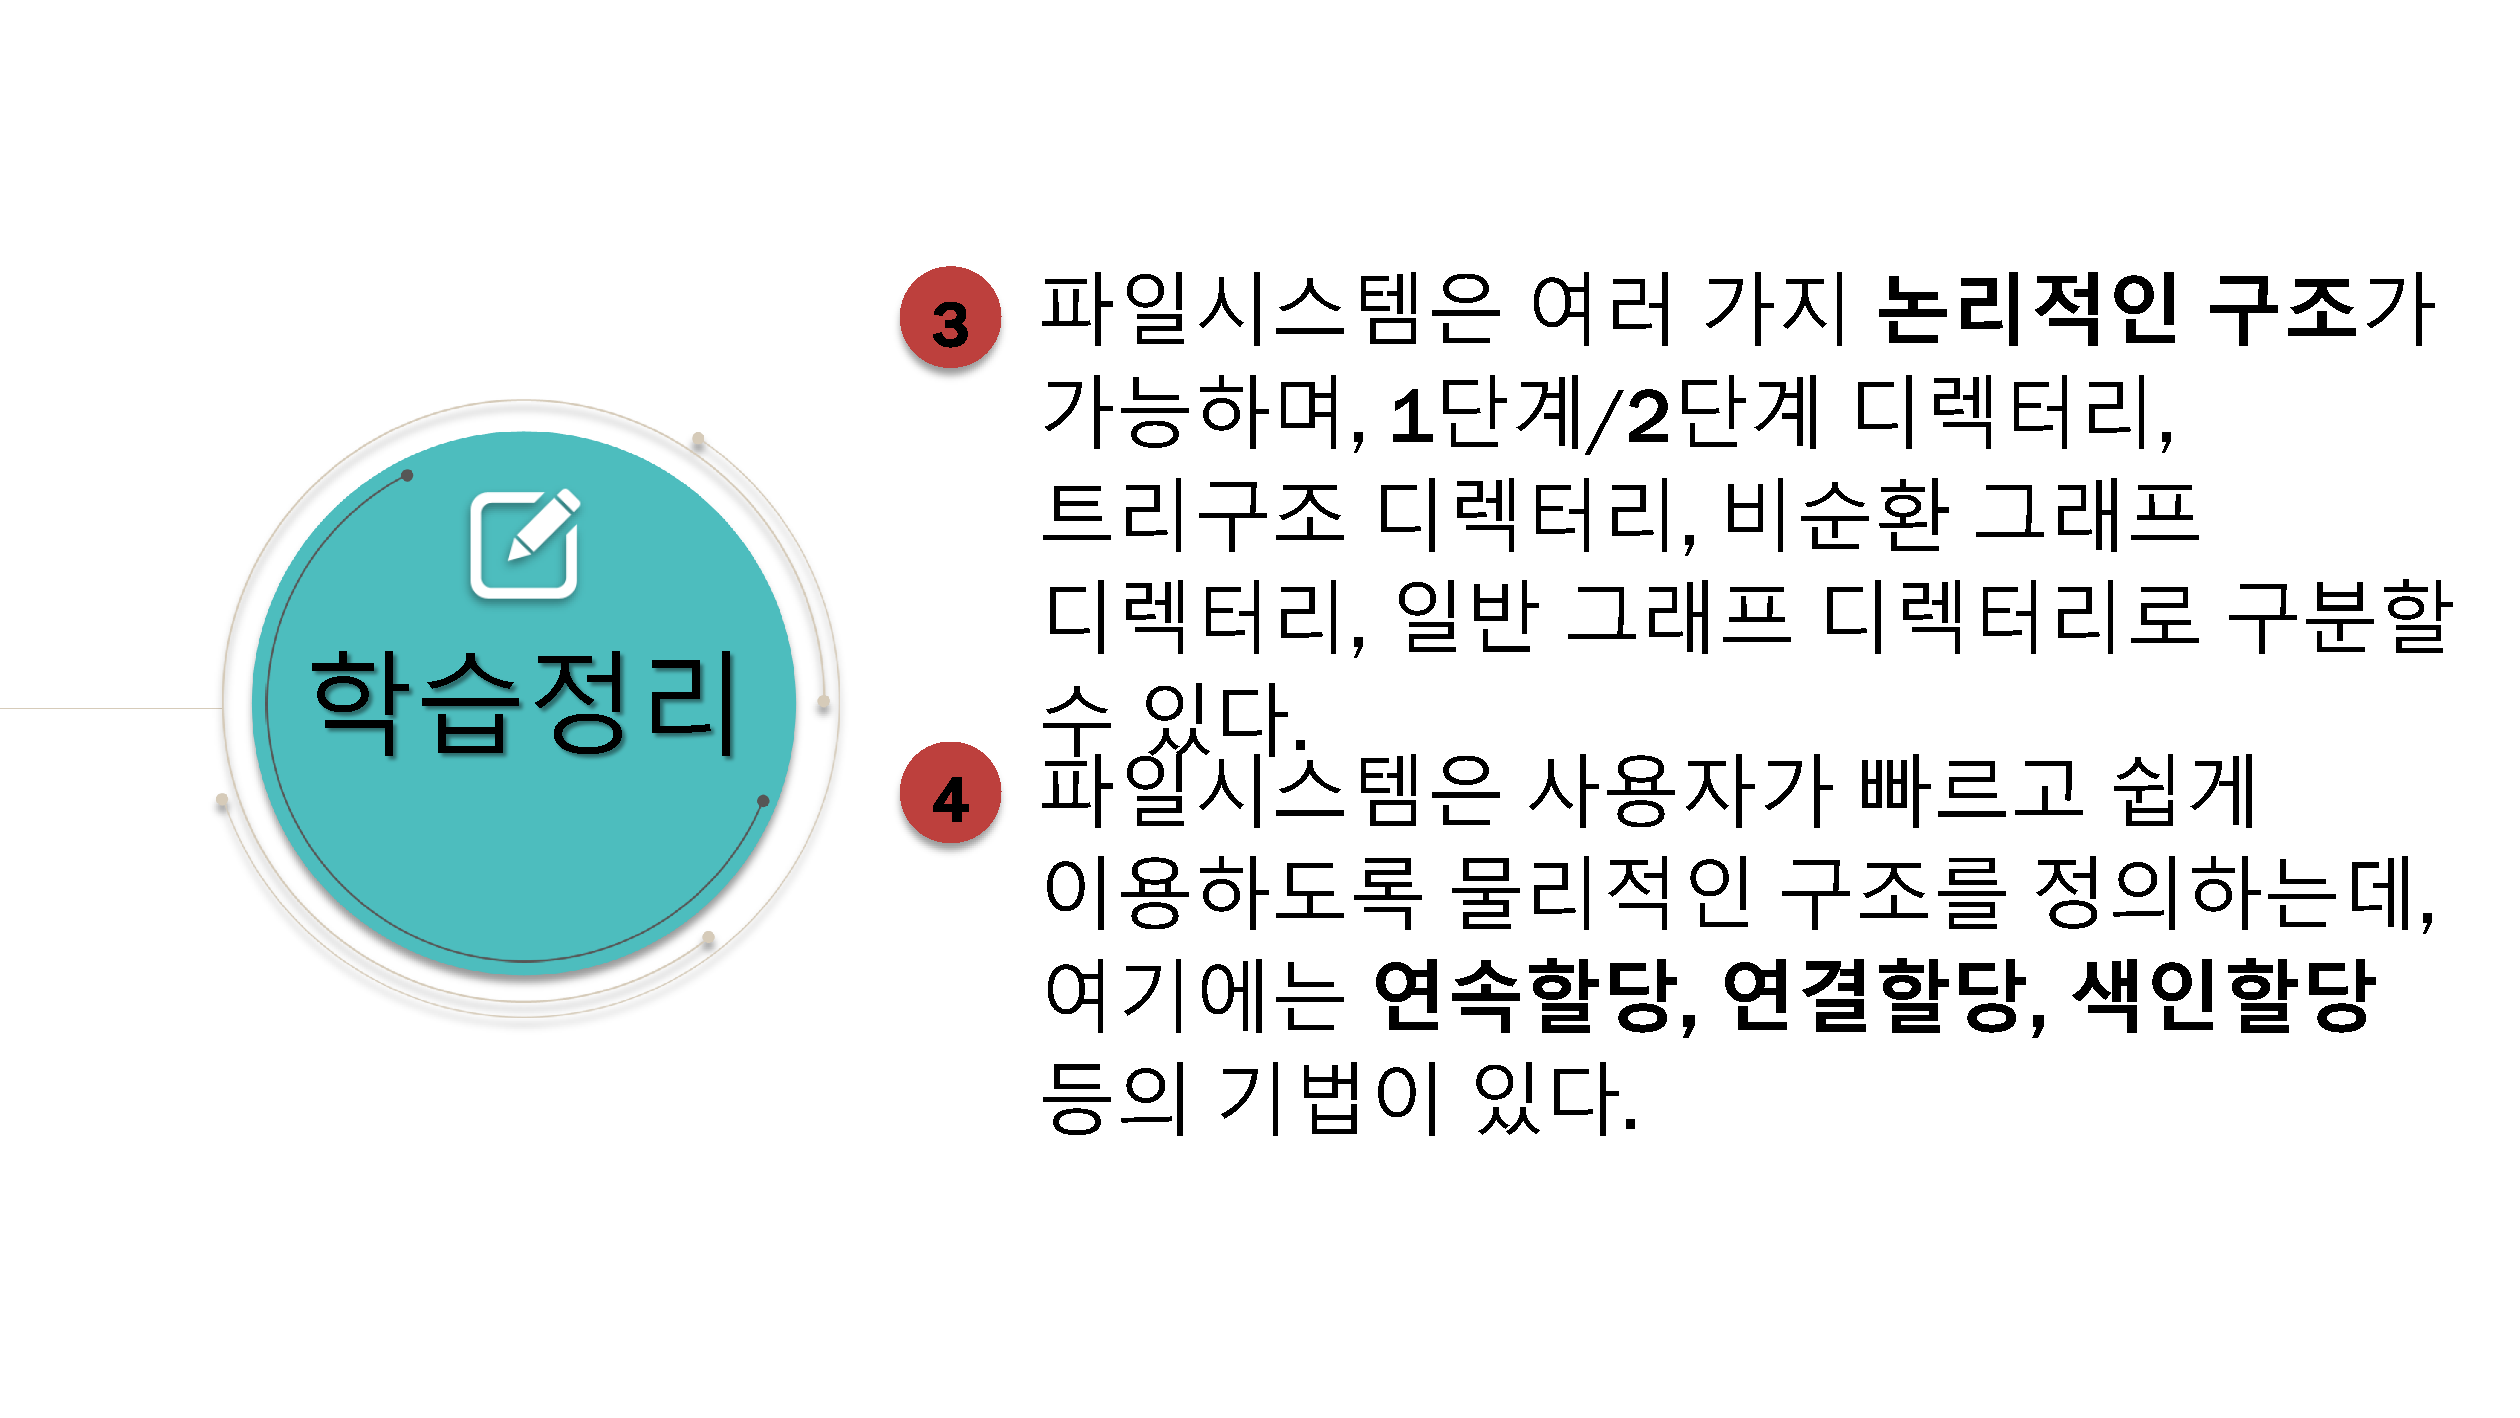 학습정리
3
파일시스템은 여러 가지 논리적인 구조가
가능하며, 1단계/2단계 디렉터리,
트리구조 디렉터리, 비순환 그래프
디렉터리, 일반 그래프 디렉터리로 구분할
수 있다.
4
파일시스템은 사용자가 빠르고 쉽게
이용하도록 물리적인 구조를 정의하는데,
여기에는 연속할당, 연결할당, 색인할당
등의 기법이 있다.